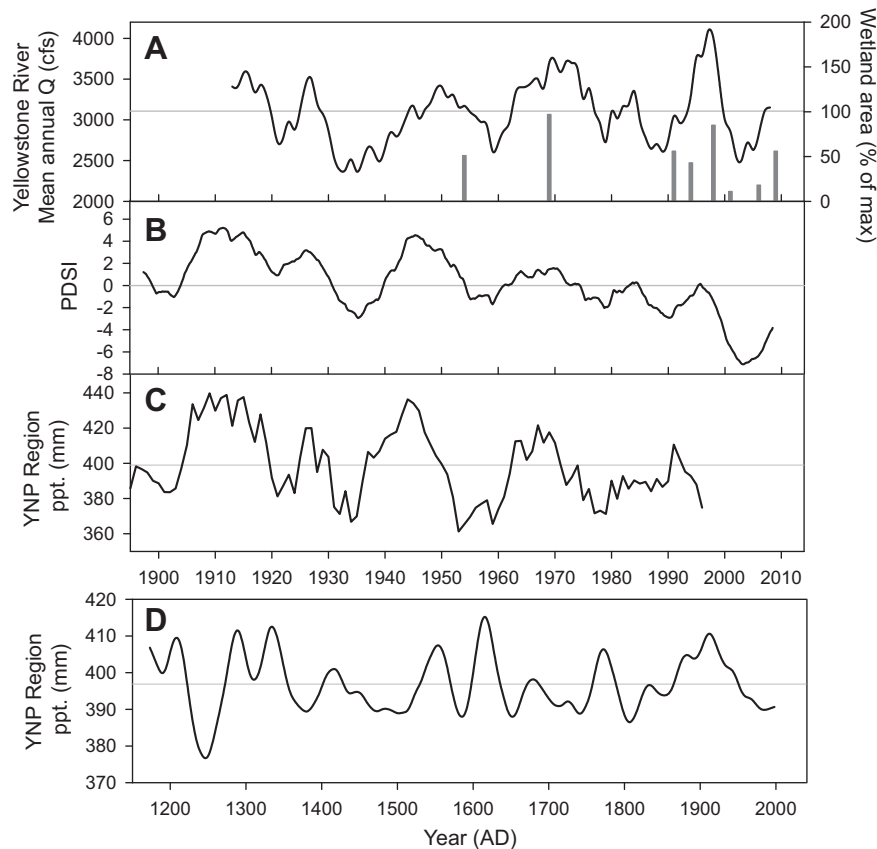 A
Yellowstone River
Mean annual Q (cfs)
4000
3500
3000
2500
2000
200
150
100
50
0
Wetland area (% of max)
B
PDSI
6
4
2
0
-2
-4
-6
-8
C
YNP Region
ppt. (mm)
440
420
400
380
360
1900 1910 1920 1930 1940 1950 1960 1970 1980 1990 2000 2010
D
YNP Region
ppt. (mm)
420
410
400
390
380
370
1200 1300 1400 1500 1600 1700 1800 1900 2000
Year (AD)